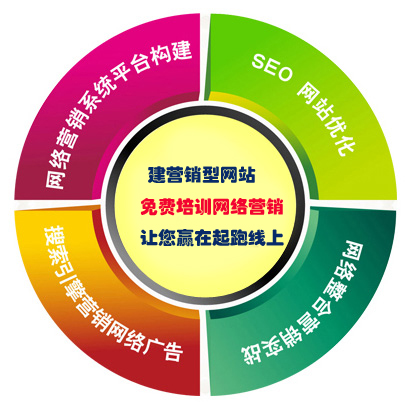 网络营销系统平台构建
SEO 网站优化
建营销型网站
免费培训网络营销
让您赢在起跑线上
搜索引擎营销网络广告
网络整合营销实战